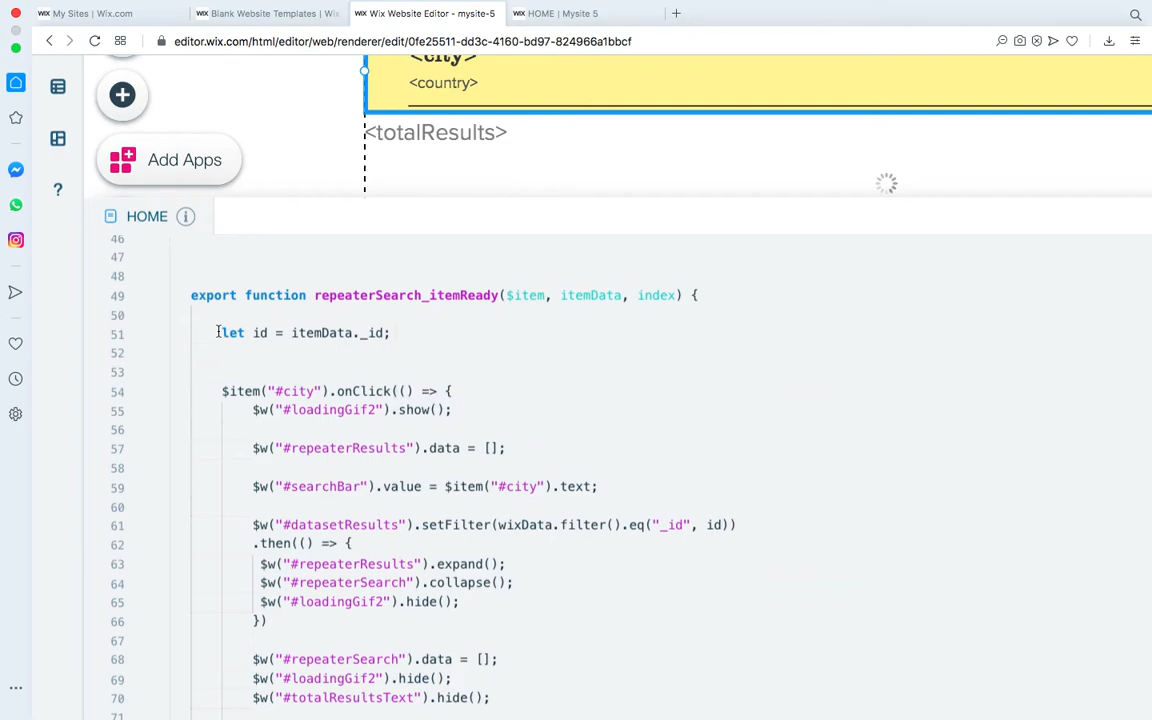 WIX My Sites | Wix.com
WIX Blank Website Templates | Wix
WIX Wix Website Editor - mysite-5
WIX HOME | Mysite 5
editor.wix.com/html/editor/web/renderer/edit/0fe25511-dd3c-4160-bd97-824966a1bbcf
<city>
<country>
<totalResults>
Add Apps
?
HOME i
46
47
48
49 export function repeaterSearch_itemReady($item, itemData, index) {
50
51 let id = itemData._id;
52
53
54 $item("#city").onClick(() => {
55 $w("#loadingGif2").show();
56
57 $w("#repeaterResults").data = [];
58
59 $w("#searchBar").value = $item("#city").text;
60
61 $w("#datasetResults").setFilter(wixData.filter().eq("_id", id))
62 .then(() => {
63 $w("#repeaterResults").expand();
64 $w("#repeaterSearch").collapse();
65 $w("#loadingGif2").hide();
66 })
67
68 $w("#repeaterSearch").data = [];
69 $w("#loadingGif2").hide();
70 $w("#totalResultsText").hide();
71